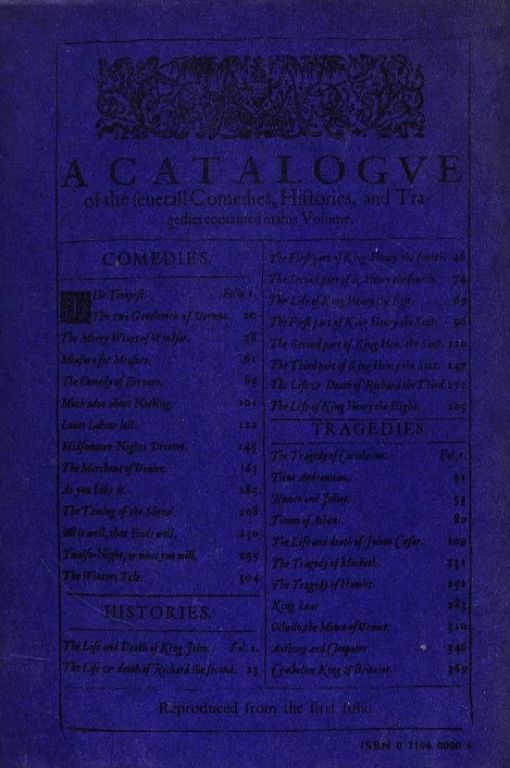 A CATALOGVE
of the seuerall Comedies, Histories, and Tra-
gedies contained in this Volume.
COMEDIES.
The Tempest. Folio 1.
The two Gentlemen of Verona. 20
The Merry Wiues of Windsor. 38
Measure for Measure. 61
The Comedy of Errours. 85
Much adoo about Nothing. 101
Loues Labour lost. 122
Midsommer Nights Dreame. 145
The Merchant of Venice. 163
As you Like it. 185
The Taming of the Shrew. 208
All is well, that Ends well. 230
Twelfe-Night, or what you will. 255
The Winters Tale. 304
HISTORIES.
The Life and Death of King John. Fol. 1.
The Life & death of Richard the second. 23
The First part of King Henry the fourth. 46
The Second part of K. Henry the fourth. 74
The Life of King Henry the Fift. 69
The First part of King Henry the Sixt. 96
The Second part of King Hen. the Sixt. 120
The Third part of King Henry the Sixt. 147
The Life & Death of Richard the Third. 173
The Life of King Henry the Eight. 205
TRAGEDIES.
The Tragedy of Coriolanus. Fol. 1.
Titus Andronicus. 31
Romeo and Juliet. 53
Timon of Athens. 80
The Life and death of Julius Cæsar. 109
The Tragedy of Macbeth. 131
The Tragedy of Hamlet. 152
King Lear. 283
Othello, the Moore of Venice. 310
Anthony and Cleopater. 346
Cymbeline King of Britaine. 369
Reproduced from the first folio